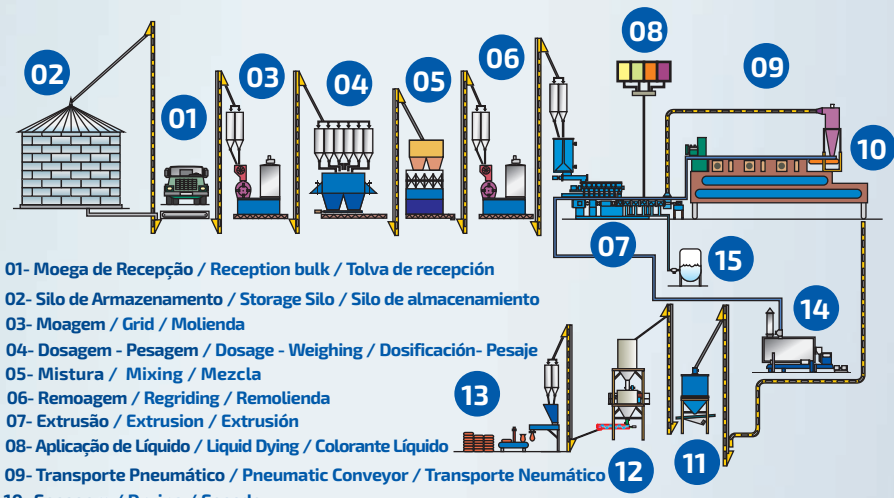 02
01
03
04
05
06
08
09
10
07
15
14
13
12
11
01- Moega de Recepção / Reception bulk / Tolva de recepción
02- Silo de Armazenamento / Storage Silo / Silo de almacenamiento
03- Moagem / Grid / Molienda
04- Dosagem - Pesagem / Dosage - Weighing / Dosificación- Pesaje
05- Mistura / Mixing / Mezcla
06- Remoagem / Regriding / Remolienda
07- Extrusão / Extrusion / Extrusión
08- Aplicação de Líquido / Liquid Dying / Colorante Líquido
09- Transporte Pneumático / Pneumatic Conveyor / Transporte Neumático